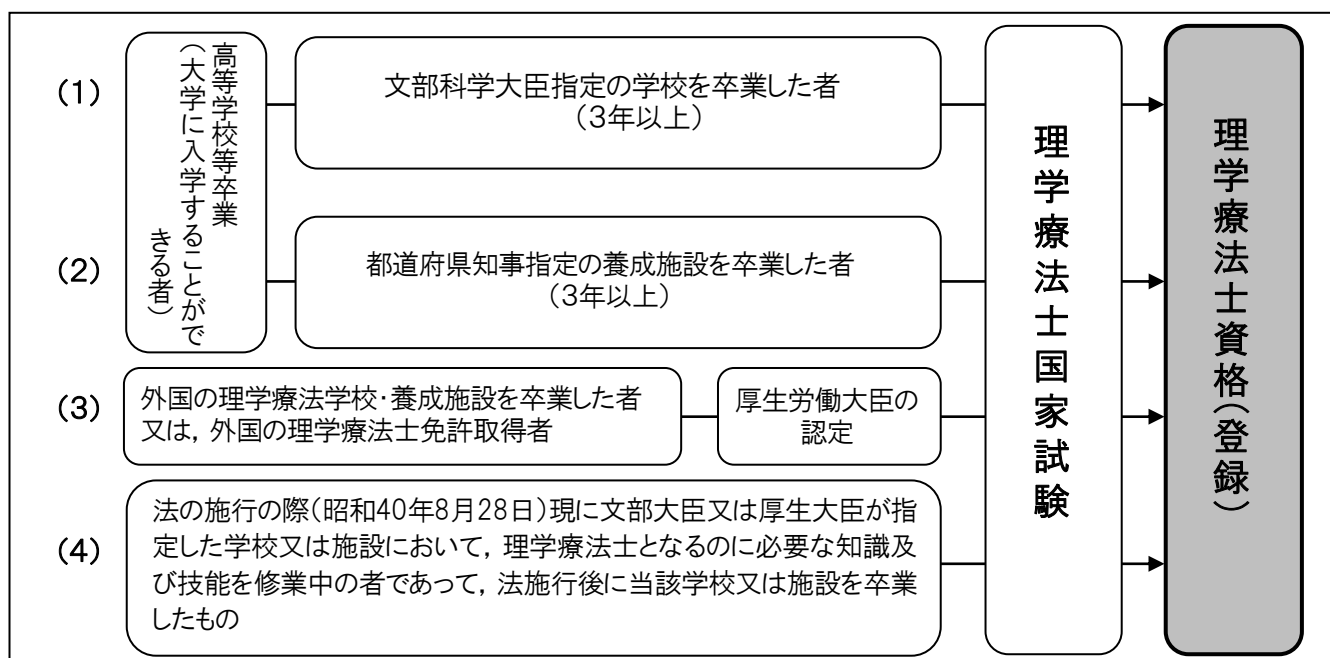 (1)
高等学校等卒業
(大学に入学することがで
きる者)
文部科学大臣指定の学校を卒業した者
(3年以上)
(2)
都道府県知事指定の養成施設を卒業した者
(3年以上)
(3)
外国の理学療法学校・養成施設を卒業した者
又は,外国の理学療法士免許取得者
厚生労働大臣の
認定
(4)
法の施行の際(昭和40年8月28日)現に文部大臣又は厚生大臣が指
定した学校又は施設において,理学療法士となるのに必要な知識及
び技能を修業中の者であって,法施行後に当該学校又は施設を卒業
したもの
理学療法士国家試験
理学療法士資格(登録)